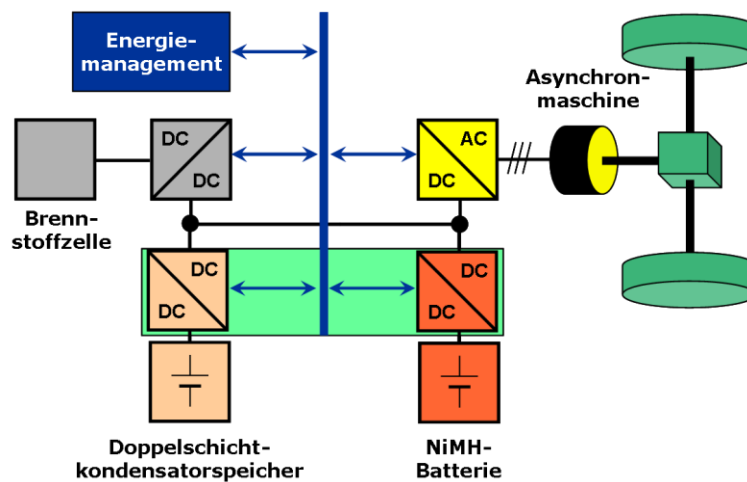 Energie-
management
Asynchron-
maschine
DC
DC
AC
DC
Brenn-
stoffzelle
DC
DC
DC
DC
Doppelschicht-
kondensatorspeicher
NiMH-
Batterie